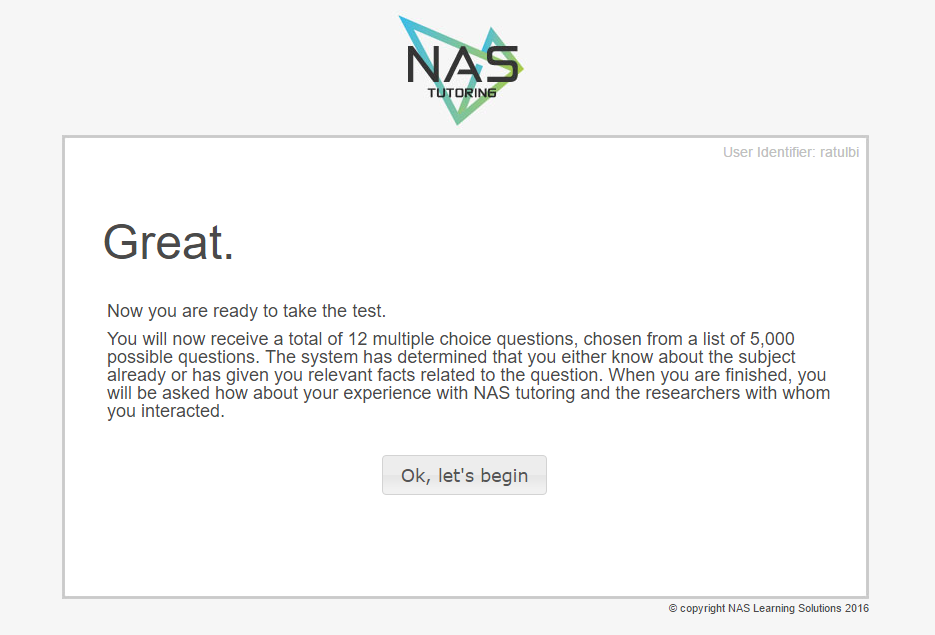 NAS
TUTORING
User Identifier: ratulbi
Great.
Now you are ready to take the test.
You will now receive a total of 12 multiple choice questions, chosen from a list of 5,000
possible questions. The system has determined that you either know about the subject
already or has given you relevant facts related to the question. When you are finished, you
will be asked how about your experience with NAS tutoring and the researchers with whom
you interacted.
Ok, let's begin
© copyright NAS Learning Solutions 2016